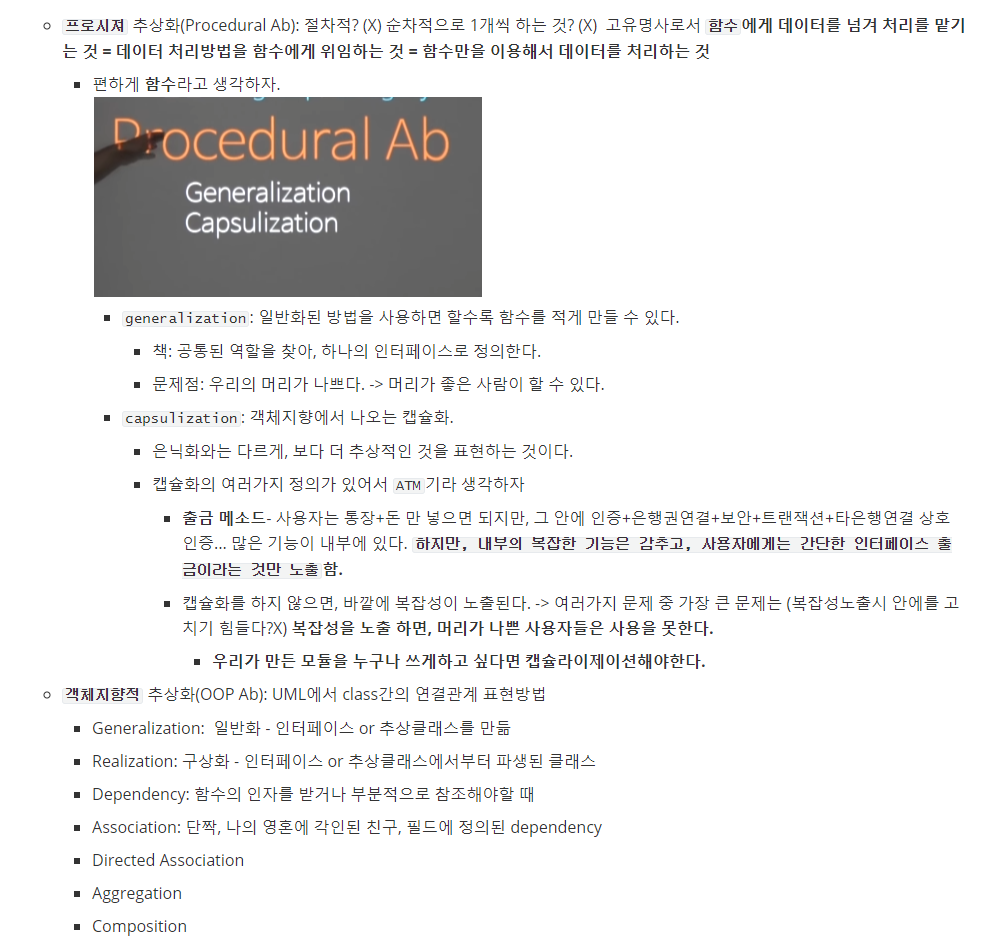 프로시져 추상화(Procedural Ab): 절차적? (X) 순차적으로 1개씩 하는 것? (X) 고유명사로서 함수에게 데이터를 넘겨 처리를 맡기
는 것 = 데이터 처리방법을 함수에게 위임하는 것 = 함수만을 이용해서 데이터를 처리하는 것
편하게 함수라고 생각하자.
Procedural Ab
Generalization
Capsulization
generalization: 일반화된 방법을 사용하면 할수록 함수를 적게 만들 수 있다.
책: 공통된 역할을 찾아, 하나의 인터페이스로 정의한다.
문제점: 우리의 머리가 나쁘다. -> 머리가 좋은 사람이 할 수 있다.
capsulization: 객체지향에서 나오는 캡슐화.
은닉화와는 다르게, 보다 더 추상적인 것을 표현하는 것이다.
캡슐화의 여러가지 정의가 있어서 ATM기라 생각하자
출금 메소드- 사용자는 통장+돈 만 넣으면 되지만, 그 안에 인증+은행권연결+보안+트랜잭션+타은행연결 상호
인증... 많은 기능이 내부에 있다. 하지만, 내부의 복잡한 기능은 감추고, 사용자에게는 간단한 인터페이스 출
금이라는 것만 노출함.
캡슐화를 하지 않으면, 바깥에 복잡성이 노출된다. -> 여러가지 문제 중 가장 큰 문제는 (복잡성노출시 안에를 고
치기 힘들다?X) 복잡성을 노출 하면, 머리가 나쁜 사용자들은 사용을 못한다.
우리가 만든 모듈을 누구나 쓰게하고 싶다면 캡슐라이제이션해야한다.
객체지향적 추상화(OOP Ab): UML에서 class간의 연결관계 표현방법
Generalization: 일반화 - 인터페이스 or 추상클래스를 만듦
Realization: 구상화 - 인터페이스 or 추상클래스에서부터 파생된 클래스
Dependency: 함수의 인자를 받거나 부분적으로 참조해야할 때
Association: 단짝, 나의 영혼에 각인된 친구, 필드에 정의된 dependency
Directed Association
Aggregation
Composition